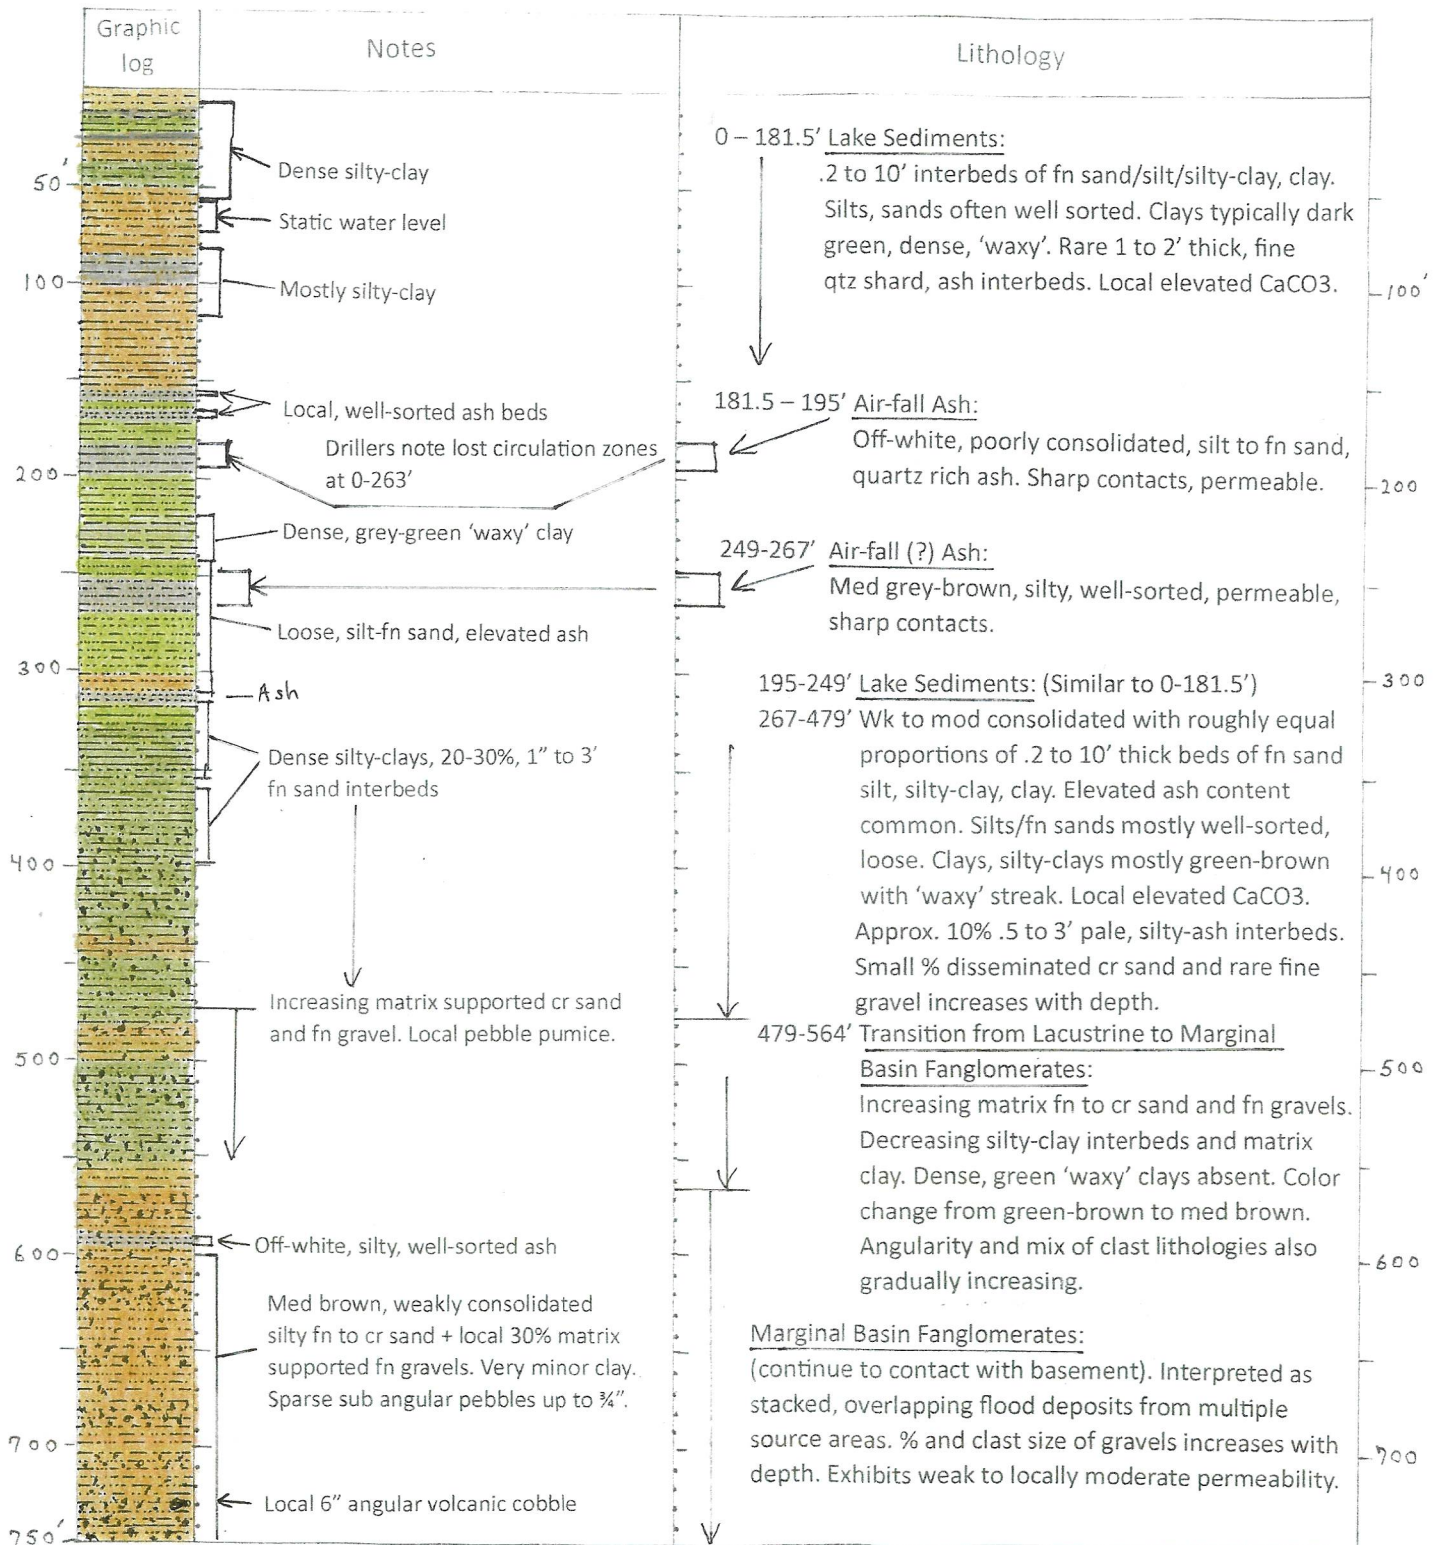 Graphic
log
Notes
Lithology
50'
100
200
300
400
500
600
700
750'
Dense silty-clay
Static water level
Mostly silty-clay
Local, well-sorted ash beds
Drillers note lost circulation zones
at 0-263'
Dense, grey-green 'waxy' clay
Loose, silt-fn sand, elevated ash
Ash
Dense silty-clays, 20-30%, 1" to 3'
fn sand interbeds
Increasing matrix supported cr sand
and fn gravel. Local pebble pumice.
Off-white, silty, well-sorted ash
Med brown, weakly consolidated
silty fn to cr sand + local 30% matrix
supported fn gravels. Very minor clay.
Sparse sub angular pebbles up to ¾".
Local 6" angular volcanic cobble
0 – 181.5' Lake Sediments:
.2 to 10' interbeds of fn sand/silt/silty-clay, clay.
Silts, sands often well sorted. Clays typically dark
green, dense, 'waxy'. Rare 1 to 2' thick, fine
qtz shard, ash interbeds. Local elevated CaCO3.
181.5 – 195' Air-fall Ash:
Off-white, poorly consolidated, silt to fn sand,
quartz rich ash. Sharp contacts, permeable.
249-267' Air-fall (?) Ash:
Med grey-brown, silty, well-sorted, permeable,
sharp contacts.
195-249' Lake Sediments: (Similar to 0-181.5')
267-479' Wk to mod consolidated with roughly equal
proportions of .2 to 10' thick beds of fn sand
silt, silty-clay, clay. Elevated ash content
common. Silts/fn sands mostly well-sorted,
loose. Clays, silty-clays mostly green-brown
with 'waxy' streak. Local elevated CaCO3.
Approx. 10% .5 to 3' pale, silty-ash interbeds.
Small % disseminated cr sand and rare fine
gravel increases with depth.
479-564' Transition from Lacustrine to Marginal
Basin Fanglomerates:
Increasing matrix fn to cr sand and fn gravels.
Decreasing silty-clay interbeds and matrix
clay. Dense, green 'waxy' clays absent. Color
change from green-brown to med brown.
Angularity and mix of clast lithologies also
gradually increasing.
Marginal Basin Fanglomerates:
(continue to contact with basement). Interpreted as
stacked, overlapping flood deposits from multiple
source areas. % and clast size of gravels increases with
depth. Exhibits weak to locally moderate permeability.
100'
200
300
400
500
600
700